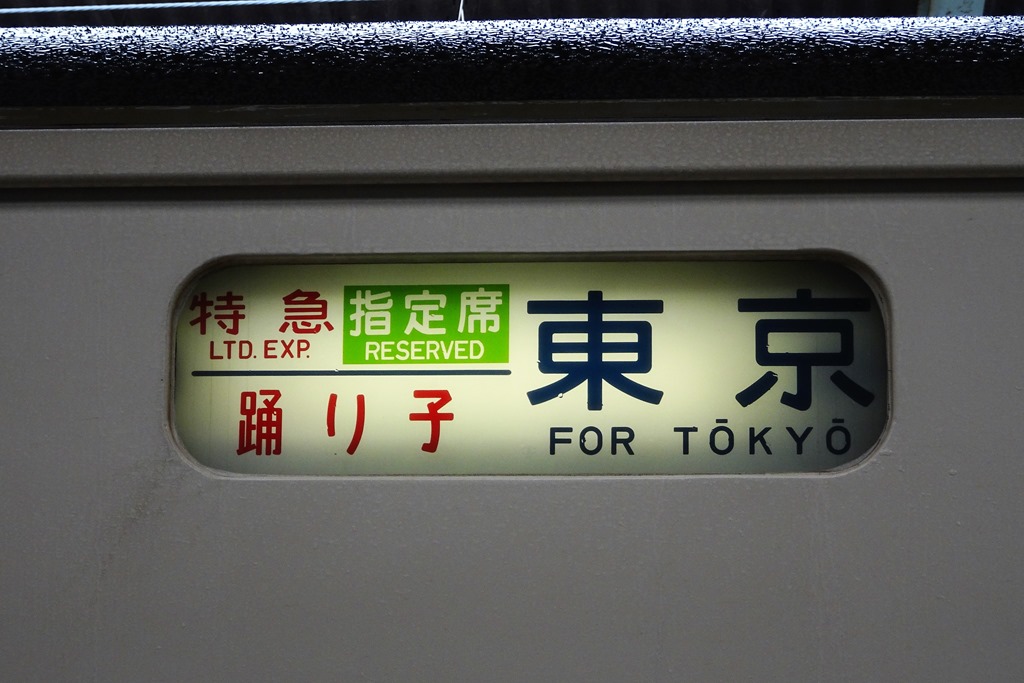 特急 指定席
LTD. EXP. RESERVED
踊り子
東京
FOR TŌKYŌ